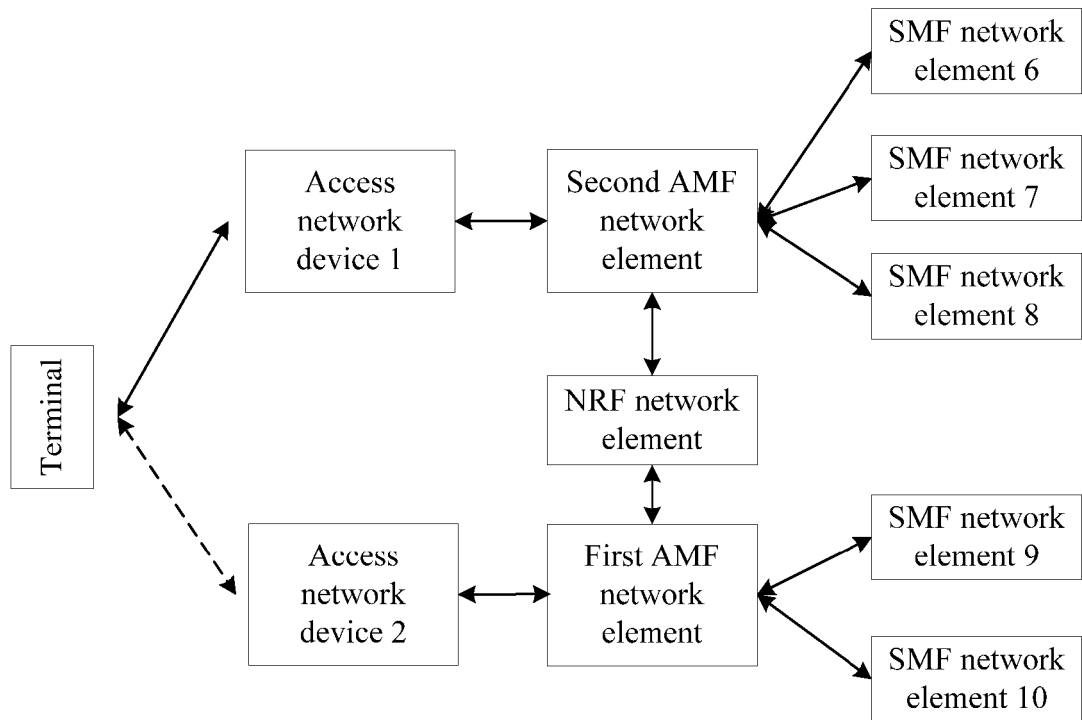 SMF network
element 6
SMF network
element 7
SMF network
element 8
Access
network
device 1
Second AMF
network
element
Terminal
NRF network
element
Access
network
device 2
First AMF
network
element
SMF network
element 9
SMF network
element 10